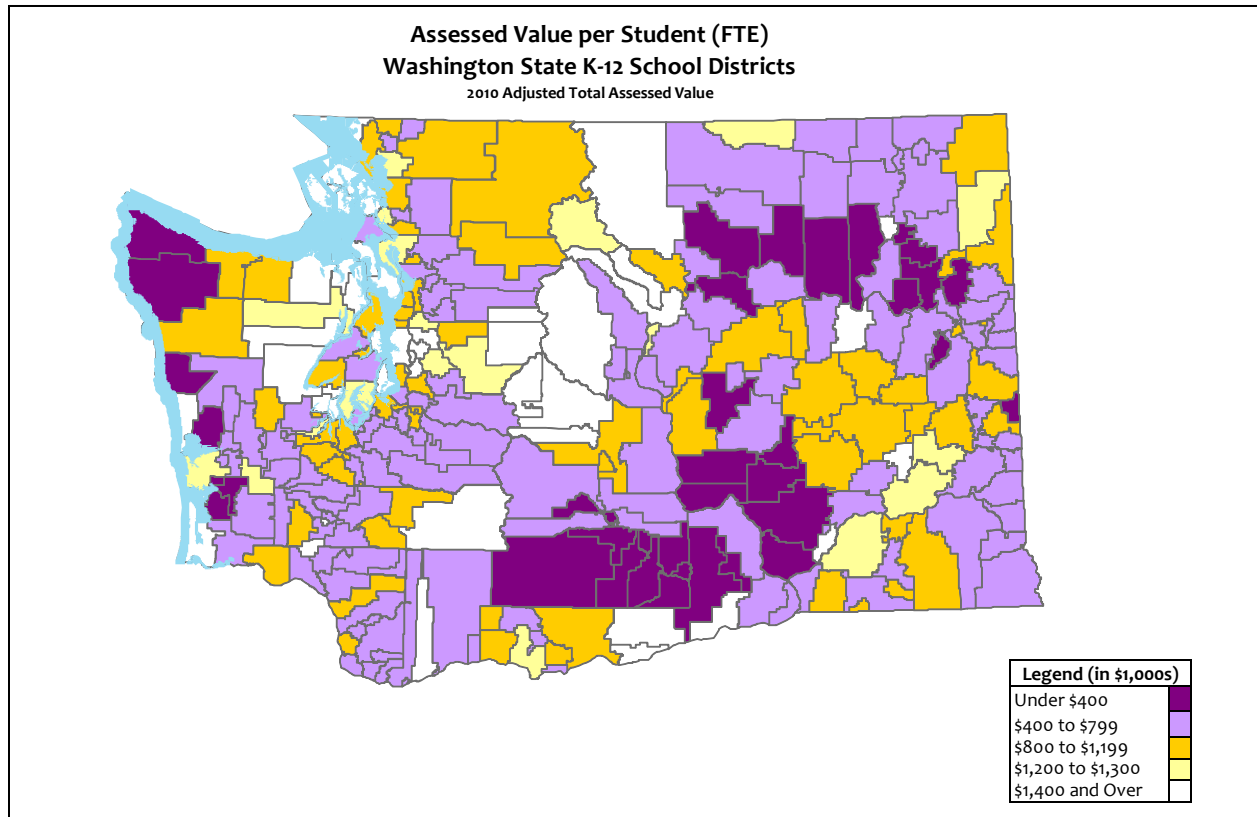 Assessed Value per Student (FTE)
Washington State K-12 School Districts
2010 Adjusted Total Assessed Value
Legend (in $1,000s)
Under $400
$400 to $799
$800 to $1,199
$1,200 to $1,300
$1,400 and Over